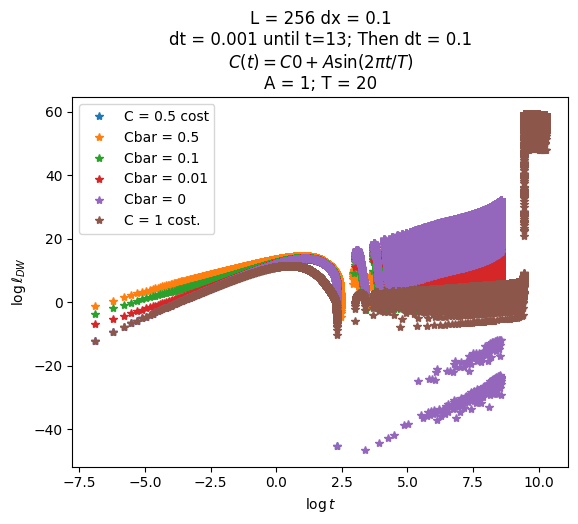 L = 256 dx = 0.1
dt = 0.001 until t=13; Then dt = 0.1
C(t) = C0 + A sin(2πt/T)
A = 1; T = 20
C = 0.5 cost
Cbar = 0.5
Cbar = 0.1
Cbar = 0.01
Cbar = 0
C = 1 cost.
60
40
20
0
−20
−40
log ℓ_DW
−7.5
−5.0
−2.5
0.0
2.5
5.0
7.5
10.0
log t